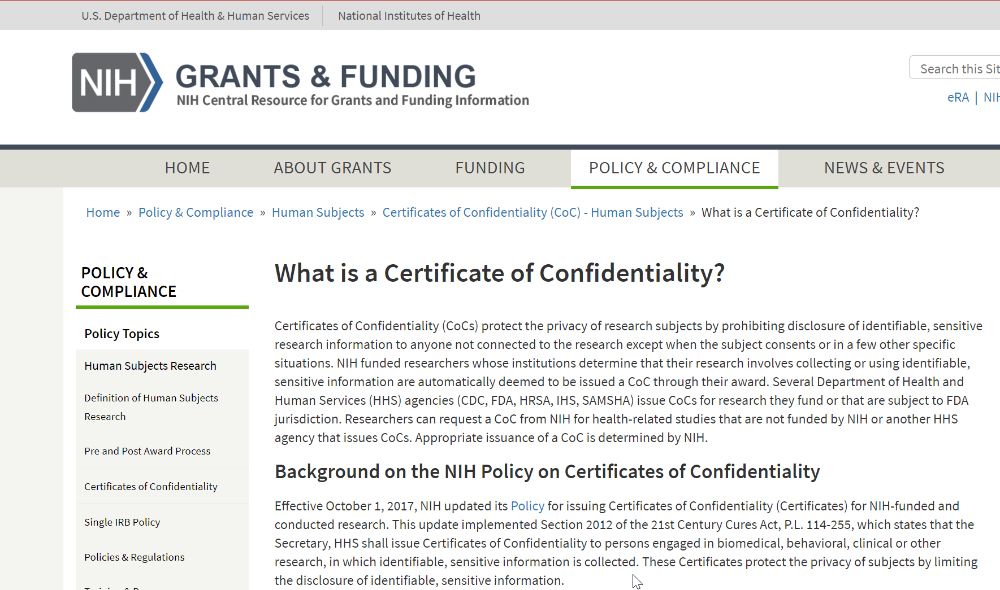 U.S. Department of Health & Human Services
National Institutes of Health
NIH
GRANTS & FUNDING
NIH Central Resource for Grants and Funding Information
Search this Sit
eRA | NIH
HOME
ABOUT GRANTS
FUNDING
POLICY & COMPLIANCE
NEWS & EVENTS
Home » Policy & Compliance » Human Subjects » Certificates of Confidentiality (CoC) - Human Subjects » What is a Certificate of Confidentiality?
POLICY &
COMPLIANCE
Policy Topics
Human Subjects Research
Definition of Human Subjects
Research
Pre and Post Award Process
Certificates of Confidentiality
Single IRB Policy
Policies & Regulations
What is a Certificate of Confidentiality?
Certificates of Confidentiality (CoCs) protect the privacy of research subjects by prohibiting disclosure of identifiable, sensitive
research information to anyone not connected to the research except when the subject consents or in a few other specific
situations. NIH funded researchers whose institutions determine that their research involves collecting or using identifiable,
sensitive information are automatically deemed to be issued a CoC through their award. Several Department of Health and
Human Services (HHS) agencies (CDC, FDA, HRSA, IHS, SAMSHA) issue CoCs for research they fund or that are subject to FDA
jurisdiction. Researchers can request a CoC from NIH for health-related studies that are not funded by NIH or another HHS
agency that issues CoCs. Appropriate issuance of a CoC is determined by NIH.
Background on the NIH Policy on Certificates of Confidentiality
Effective October 1, 2017, NIH updated its Policy for issuing Certificates of Confidentiality (Certificates) for NIH-funded and
conducted research. This update implemented Section 2012 of the 21st Century Cures Act, P.L. 114-255, which states that the
Secretary, HHS shall issue Certificates of Confidentiality to persons engaged in biomedical, behavioral, clinical or other
research, in which identifiable, sensitive information is collected. These Certificates protect the privacy of subjects by limiting
the disclosure of identifiable, sensitive information.